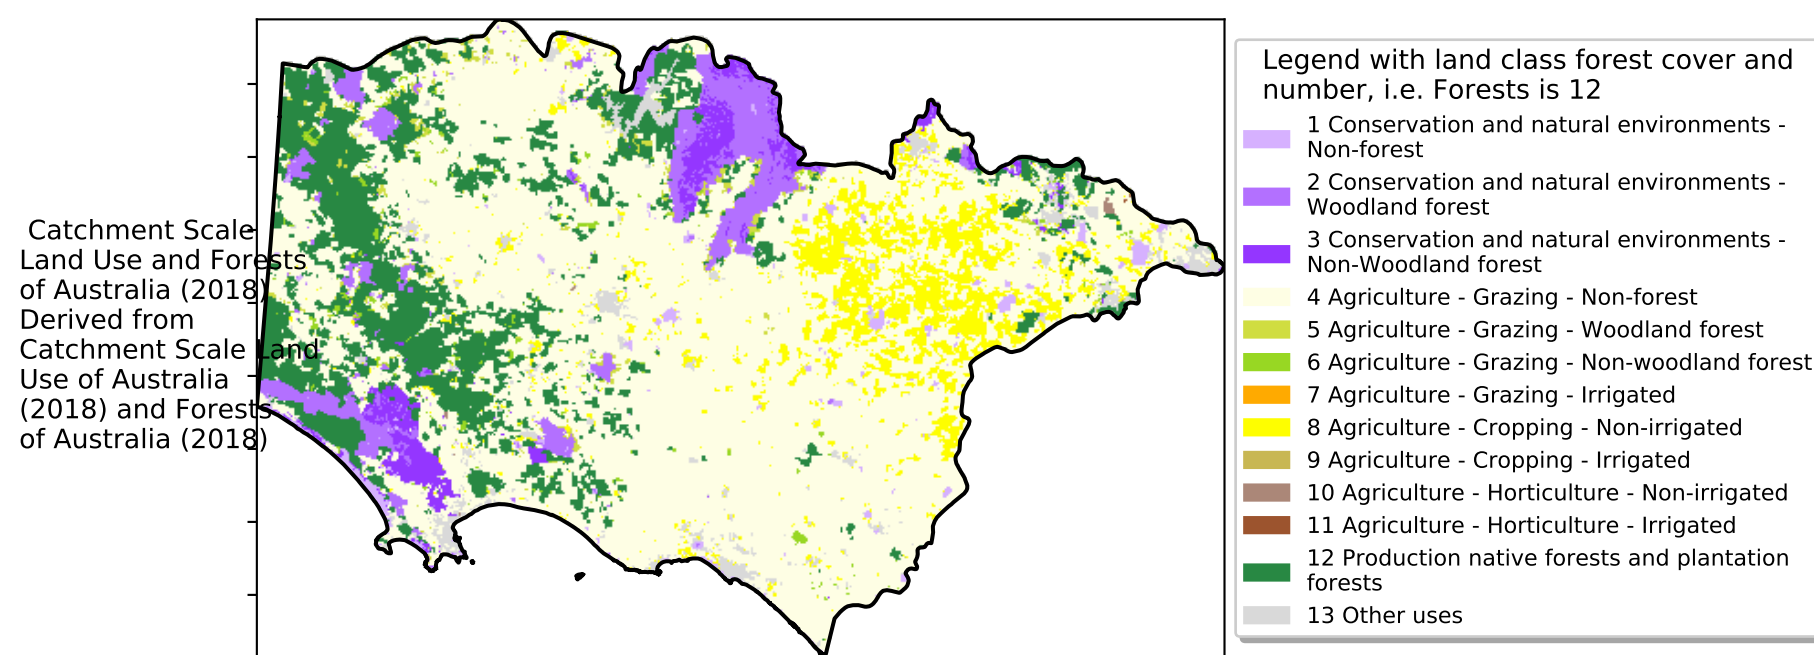 Catchment Scale
Land Use and Forests
of Australia (2018)
Derived from
Catchment Scale Land
Use of Australia
(2018) and Forests
of Australia (2018)
Legend with land class forest cover and
number, i.e. Forests is 12
1 Conservation and natural environments -
Non-forest
2 Conservation and natural environments -
Woodland forest
3 Conservation and natural environments -
Non-Woodland forest
4 Agriculture - Grazing - Non-forest
5 Agriculture - Grazing - Woodland forest
6 Agriculture - Grazing - Non-woodland forest
7 Agriculture - Grazing - Irrigated
8 Agriculture - Cropping - Non-irrigated
9 Agriculture - Cropping - Irrigated
10 Agriculture - Horticulture - Non-irrigated
11 Agriculture - Horticulture - Irrigated
12 Production native forests and plantation
forests
13 Other uses